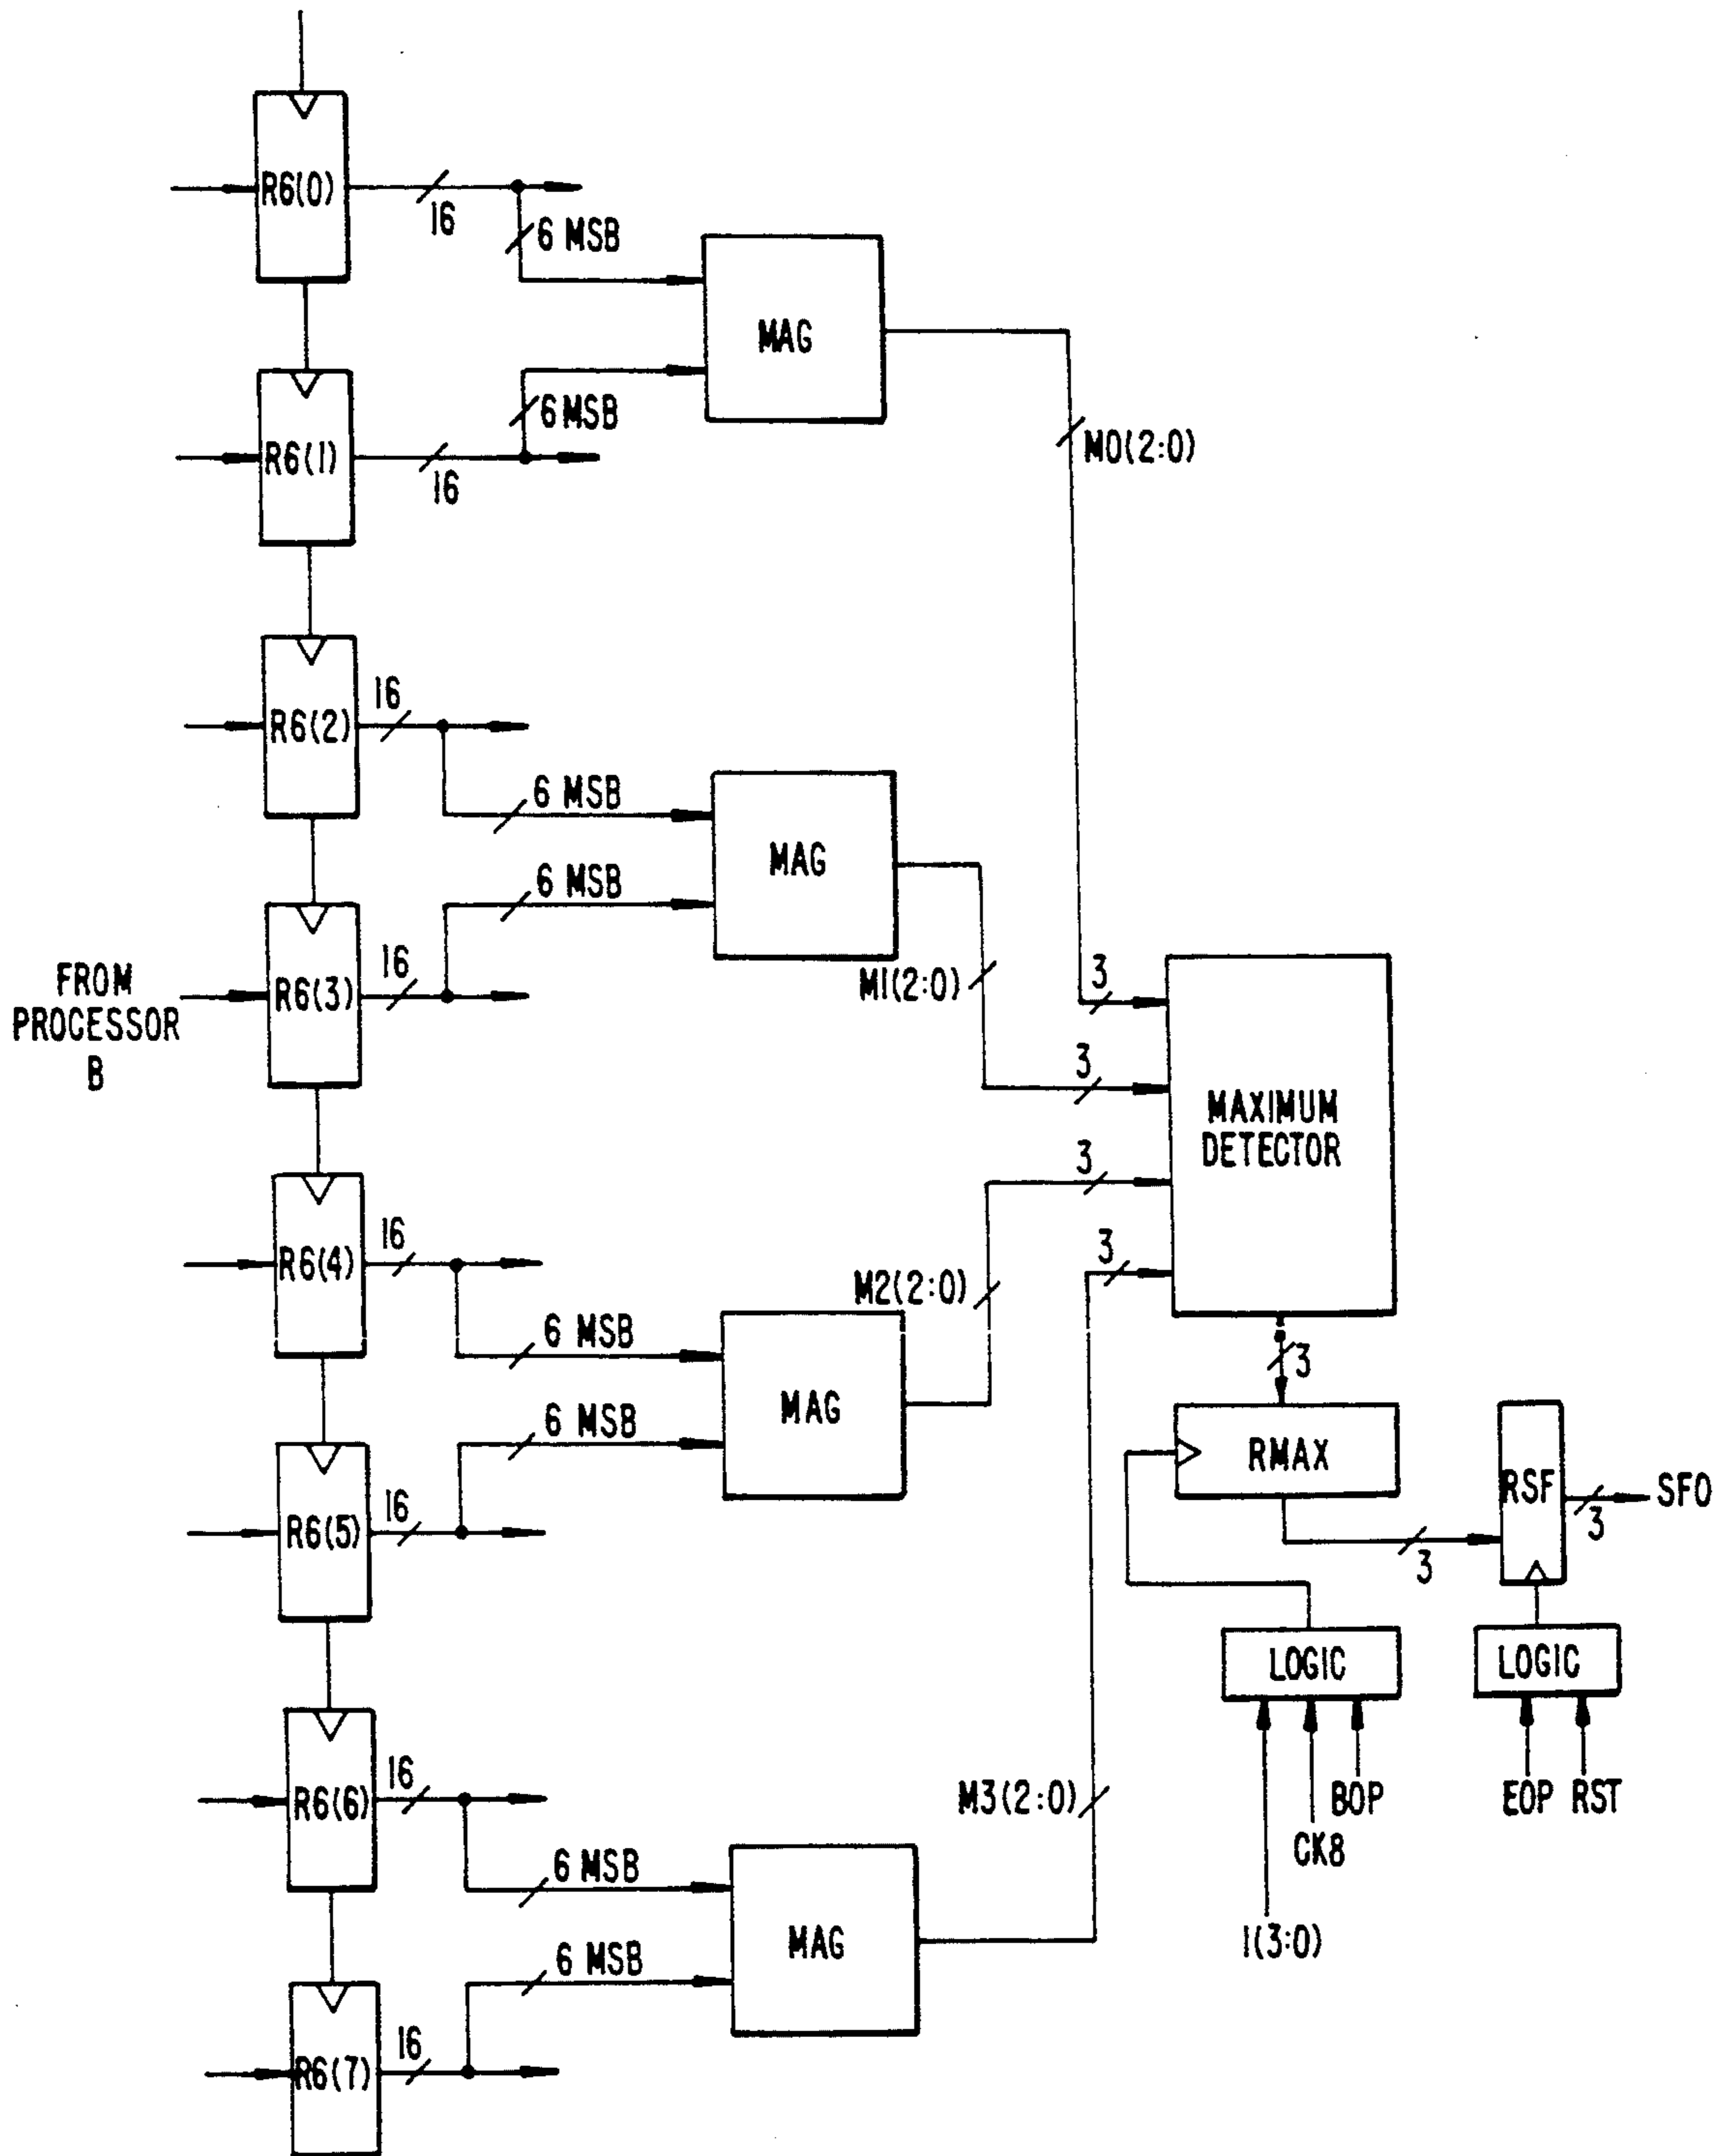 R6(0)
16
6 MSB
MAG
R6(1)
16
6 MSB
M0(2:0)
R6(2)
16
6 MSB
MAG
6 MSB
FROM
PROCESSOR
B
R6(3)
16
M1(2:0)
3
3
MAXIMUM
DETECTOR
3
3
R6(4)
16
M2(2:0)
6 MSB
MAG
6 MSB
R6(5)
16
3
RMAX
3
RSF
3
SFO
LOGIC
LOGIC
I(3:0)
CK8
BOP
EOP
RST
R6(6)
16
M3(2:0)
6 MSB
MAG
6 MSB
R6(7)
16